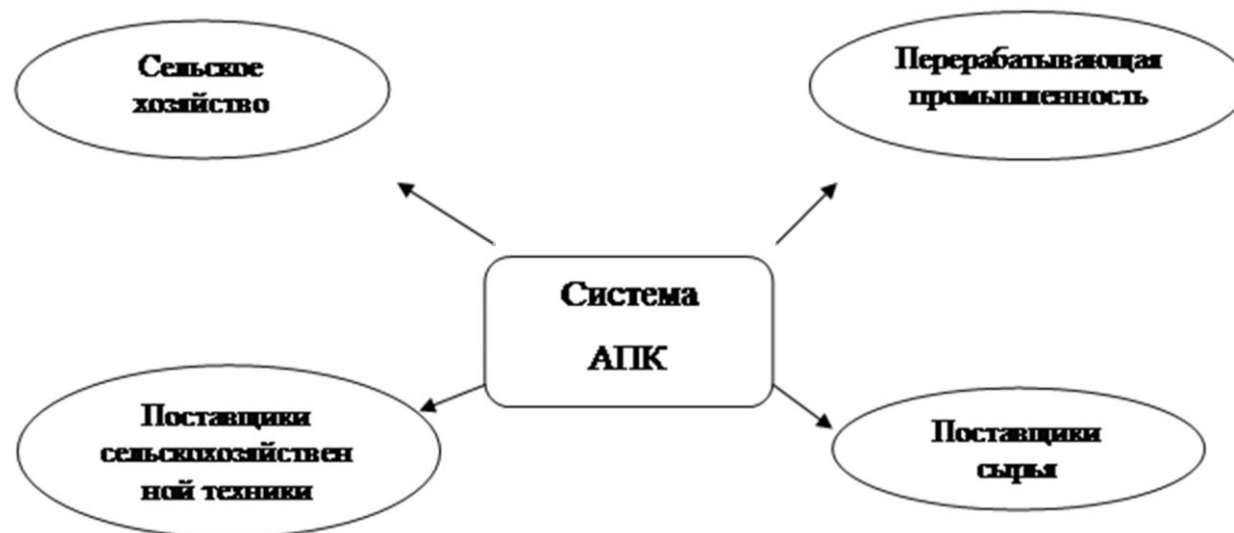 Сельское
хозяйство
Перерабатывающая
промышленность
Система
АПК
Поставщики
сельскохозяйствен
ной техники
Поставщики
сырья